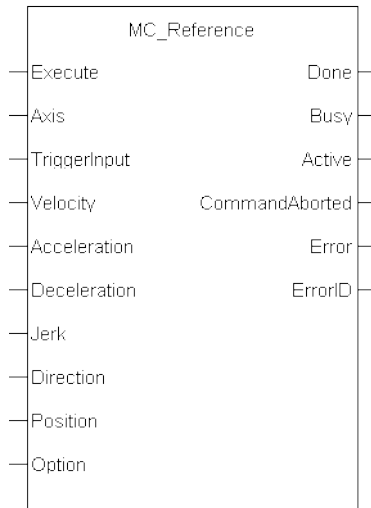 MC_Reference
Execute Done
Axis Busy
TriggerInput Active
Velocity CommandAborted
Acceleration Error
Deceleration ErrorID
Jerk
Direction
Position
Option